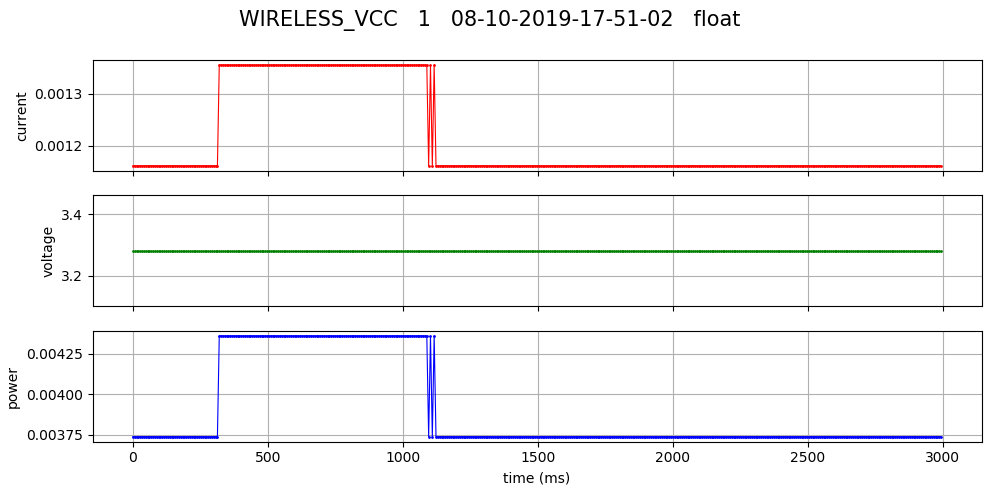 WIRELESS_VCC 1 08-10-2019-17-51-02 float
current
0.0013
0.0012
voltage
3.4
3.2
power
0.00425
0.00400
0.00375
0 500 1000 1500 2000 2500 3000
time (ms)